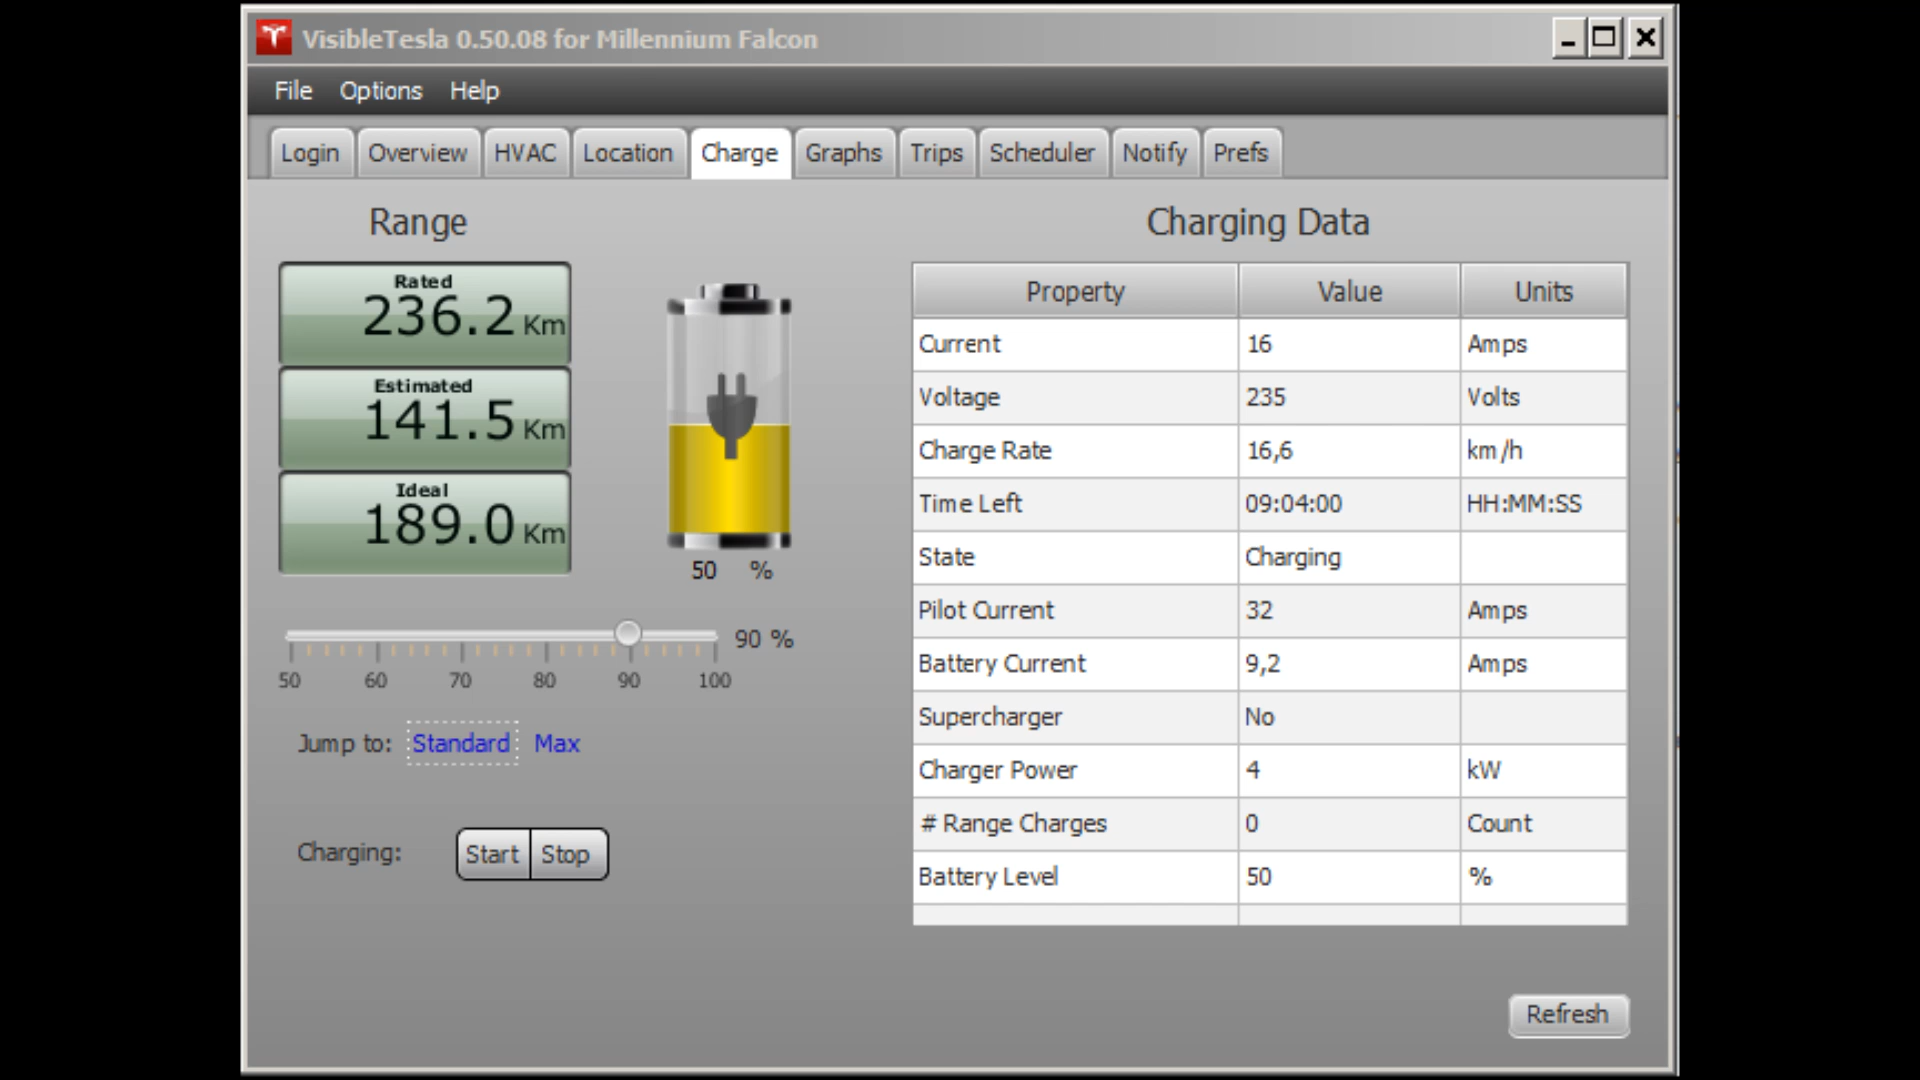 VisibleTesla 0.50.08 for Millennium Falcon
File Options Help
Login Overview HVAC Location Charge Graphs Trips Scheduler Notify Prefs
Range
Rated
236.2 Km
Estimated
141.5 Km
Ideal
189.0 Km
50 %
90 %
50 60 70 80 90 100
Jump to: Standard Max
Charging: Start Stop
Charging Data
Property Value Units
Current 16 Amps
Voltage 235 Volts
Charge Rate 16,6 km/h
Time Left 09:04:00 HH:MM:SS
State Charging
Pilot Current 32 Amps
Battery Current 9,2 Amps
Supercharger No
Charger Power 4 kW
# Range Charges 0 Count
Battery Level 50 %
Refresh